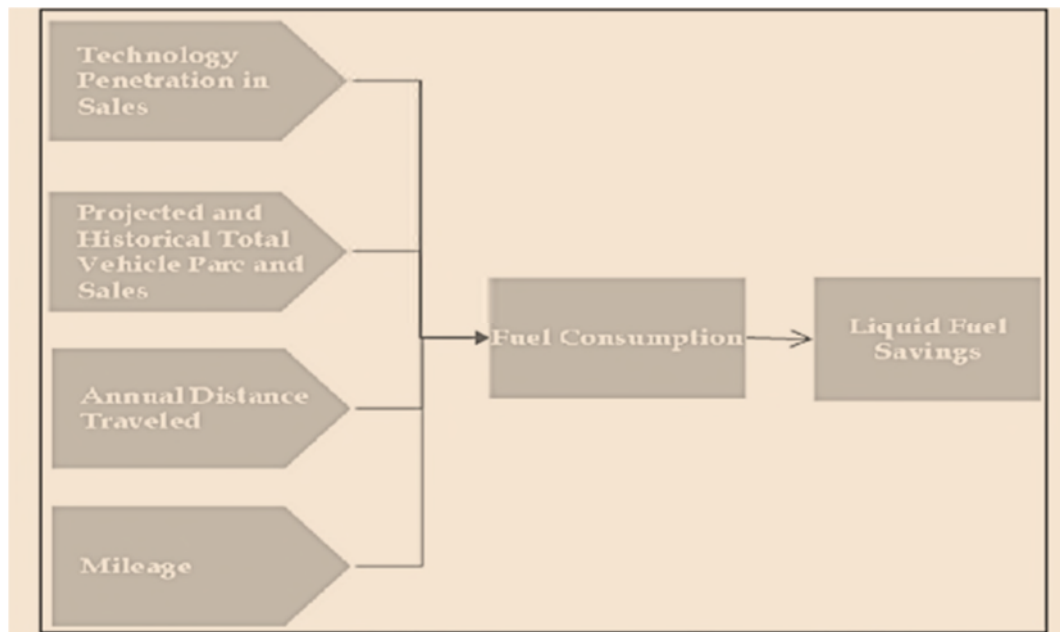 Technology
Penetration in
Sales
Projected and
Historical Total
Vehicle Parc and
Sales
Annual Distance
Traveled
Mileage
Fuel Consumption
Liquid Fuel
Savings